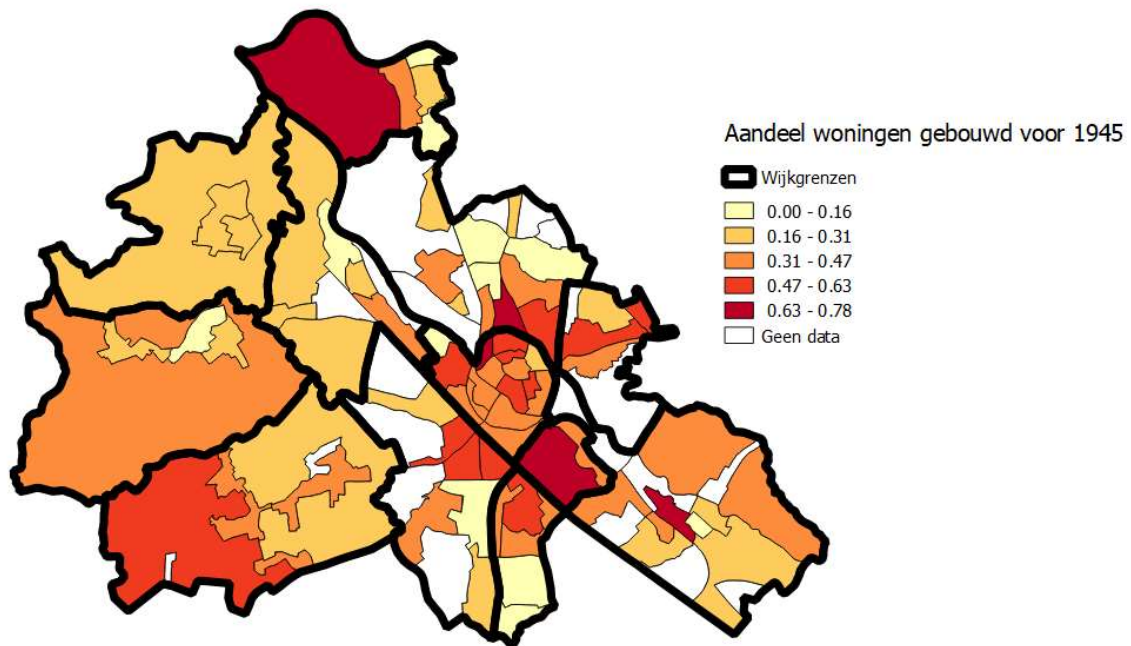 Aandeel woningen gebouwd voor 1945
Wijkgrenzen
0.00 - 0.16
0.16 - 0.31
0.31 - 0.47
0.47 - 0.63
0.63 - 0.78
Geen data